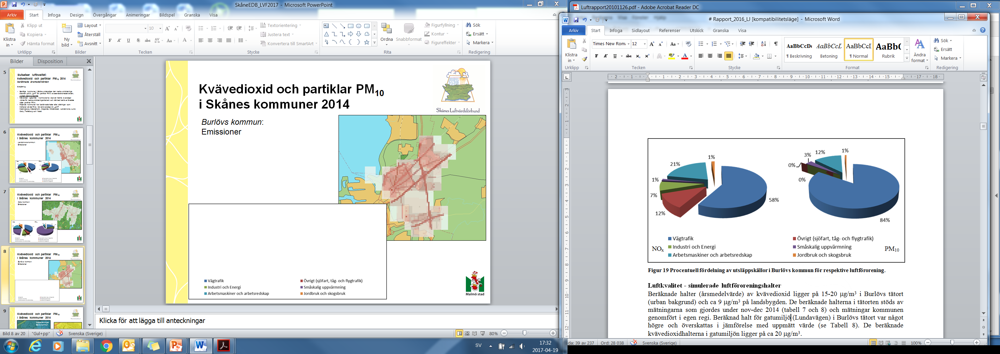 SkåneEDB_LVF2017 - Microsoft PowerPoint
Arkiv Start Infoga Design Övergångar Animeringar Bildspel Granska Visa
Klistra in
Klipp ut
Kopiera
Hämta format
Urklipp
Ny bild
Layout
Återställ
Avsnitt
Bilder
10
Tecken
Textorientering
Justera text
Konvertera till SmartArt
Stycke
Ordna
Snabbformat
Figurfyllning
Kontur
Figureffekter
Rita
Sök
Ersätt
Markera
Redigering
Bilder Disposition
5
Slutsatser luftkvalitet:
kvävedioxid och partiklar PM10 2014
beräknade årsmedelvärden
6
Kvävedioxid och partiklar PM10
i Skånes kommuner 2014
Landskrona kommun:
Emissioner
7
Kvävedioxid och partiklar PM10
i Skånes kommuner 2014
Osby kommun:
Emissioner
8
Kvävedioxid och partiklar PM10
i Skånes kommuner 2014
Burlövs kommun:
Emissioner
9
Kvävedioxid och partiklar PM10
i Skånes kommuner 2014
Kvävedioxid och partiklar PM10
i Skånes kommuner 2014
Skånes Luftvårdsförbund
Burlövs kommun:
Emissioner
Vägtrafik
Övrigt (sjöfart, tåg- och flygtrafik)
Industri och Energi
Småskalig uppvärmning
Arbetsmaskiner och arbetsredskap
Jordbruk och skogsbruk
Malmö stad
Klicka för att lägga till anteckningar
Bild 8 av 20 "Gul+pp" Svenska (Sverige) 80%
Luftrapport20101126.pdf - Adobe Acrobat Reader DC
# Rapport_2016_LJ [kompatibilitetsläge] - Microsoft Word
Arkiv Start Infoga Sidlayout Referenser Utskick Granska Visa
Klistra in
Urklipp
Times New Rom 12
Tecken
Stycke
AaBbCcDc AaBbCcL AaBbCcI AaBbC
¶ Beskrivning Betoning ¶ Normal Rubrik
Ändra format
Format
Sök
Ersätt
Markera
Redigering
1%
21%
1%
7%
12%
58%
1%
12%
3%
0%
0%
84%
Vägtrafik
Övrigt (sjöfart, tåg- och flygtrafik)
NOx
Industri och Energi
Småskalig uppvärmning
PM10
Arbetsmaskiner och arbetsredskap
Jordbruk och skogsbruk
Figur 19 Procentuell fördelning av utsläppskällor i Burlövs kommun för respektive luftförorening.
Luftkvalitet - simulerade luftföroreningshalter
Beräknade halter (årsmedelvärde) av kvävedioxid ligger på 15-20 µg/m³ i Burlövs tätort
(urban bakgrund) och ca 9 µg/m³ på landsbygden. De beräknade halterna i tätorten stöds av
mätningarna som gjordes under nov-dec 2014 (tabell 7 och 8) och mätningar kommunen
genomfört i egen regi. Beräknad halt för gatumiljö (Lundavägen) i Burlövs tätort var något
högre och överskattas i jämförelse med uppmätt värde (se Tabell 8). De beräknade
kvävedioxidhalterna i gatumiljön ligger på ca 20 µg/m³.
da: 39 av 237 Ord: 28 038 Svenska (Sverige) 100%
SV
17:32
2017-04-19